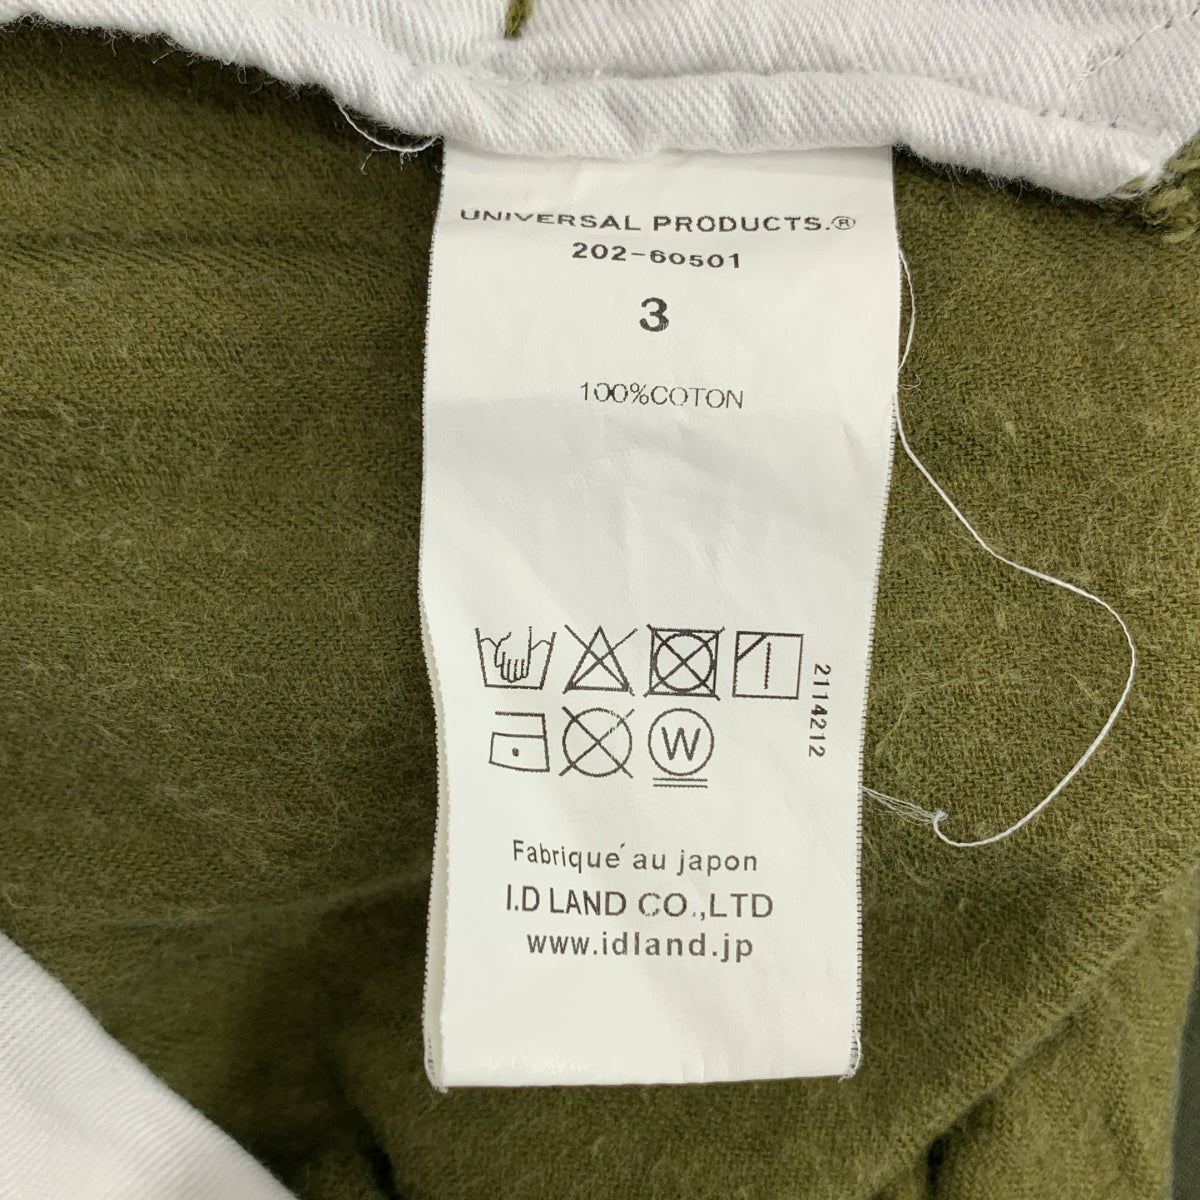 UNIVERSAL PRODUCTS.®
202-60501
3
100%COTON
2114212
W
Fabrique´ au japon
I.D LAND CO.,LTD
www.idland.jp